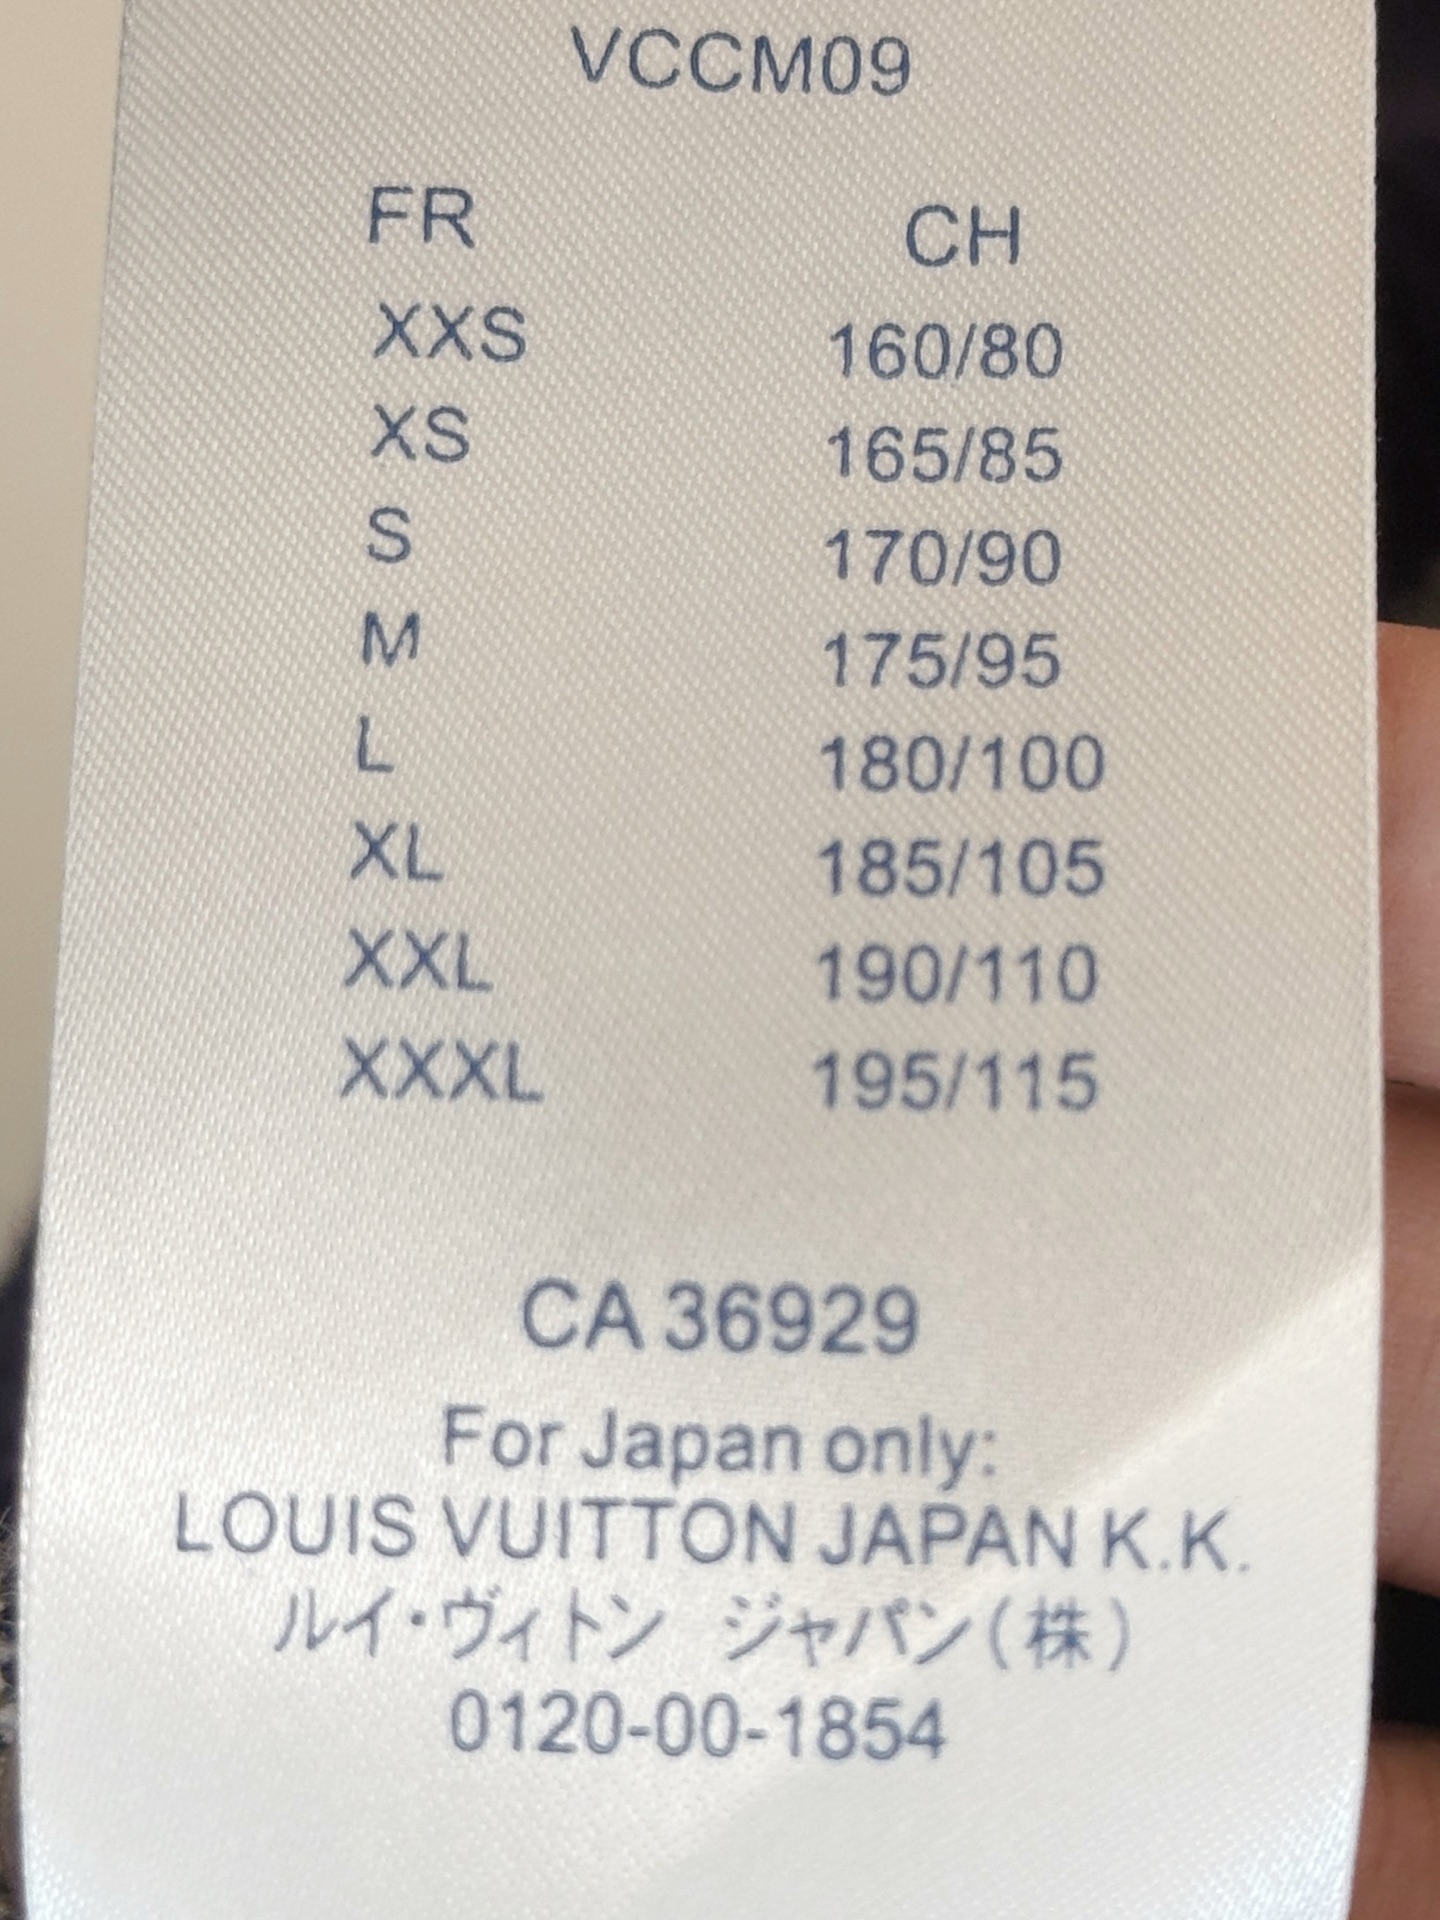 VCCM09
FR CH
XXS 160/80
XS 165/85
S 170/90
M 175/95
L 180/100
XL 185/105
XXL 190/110
XXXL 195/115
CA 36929
For Japan only:
LOUIS VUITTON JAPAN K.K.
ルイ・ヴィトン ジャパン(株)
0120-00-1854